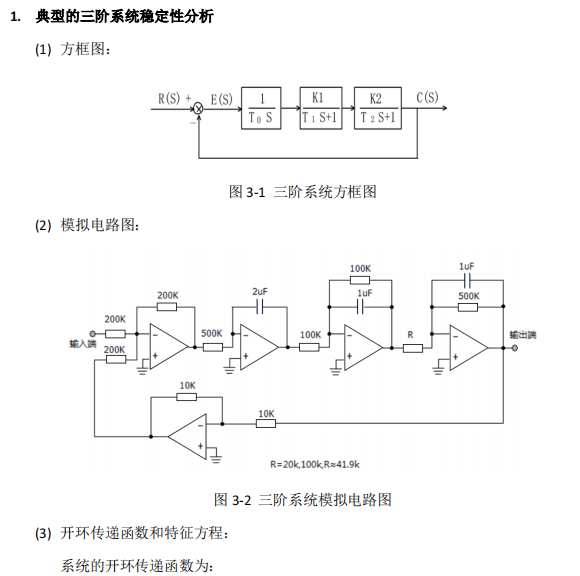 1. 典型的三阶系统稳定性分析
(1) 方框图：
R(S) + E(S) 1 K1 K2 C(S)
− T₀ S T₁ S+1 T₂ S+1
图 3-1 三阶系统方框图
(2) 模拟电路图：
100K 1uF
200K 2uF 1uF 500K
200K 500K 100K R 输出端
输入端 200K
− + − + − + − +
10K
10K
− +
R=20k,100k,R≈41.9k
图 3-2 三阶系统模拟电路图
(3) 开环传递函数和特征方程：
系统的开环传递函数为：